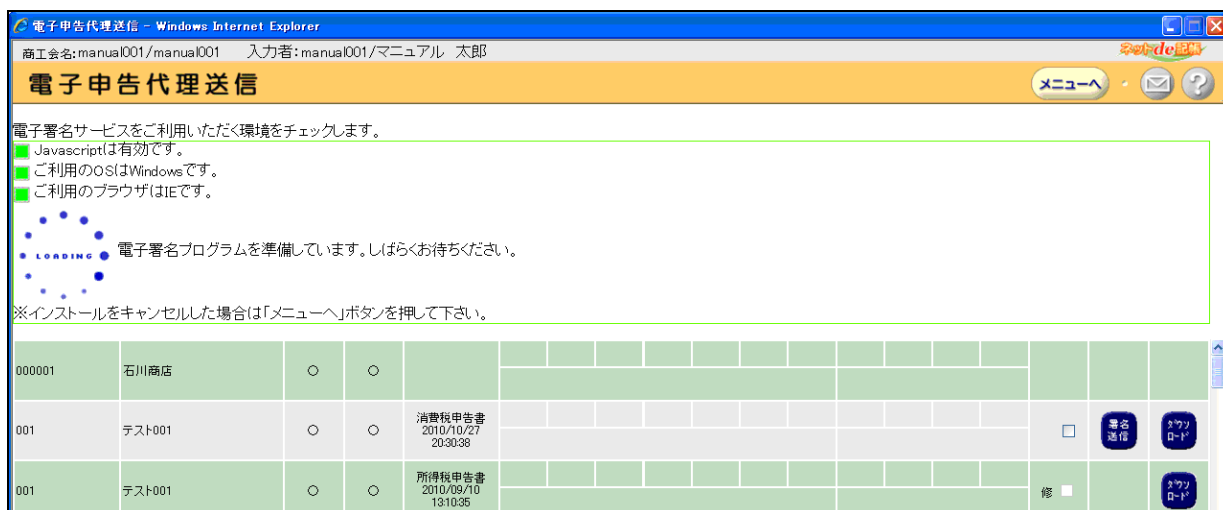 電子申告代理送信 - Windows Internet Explorer
商工会名:manual001/manual001 入力者:manual001/マニュアル 太郎
ネットde記帳
電子申告代理送信
メニューへ
?
電子署名サービスをご利用いただく環境をチェックします。
Javascriptは有効です。
ご利用のOSはWindowsです。
ご利用のブラウザはIEです。
LOADING
電子署名プログラムを準備しています。しばらくお待ちください。
※インストールをキャンセルした場合は「メニューへ」ボタンを押して下さい。
000001 石川商店 ○ ○
001 テスト001 ○ ○
消費税申告書
2010/10/27
20:30:38
署名
送信
ダウン
ロード
001 テスト001 ○ ○
所得税申告書
2010/09/10
13:10:35
修
ダウン
ロード